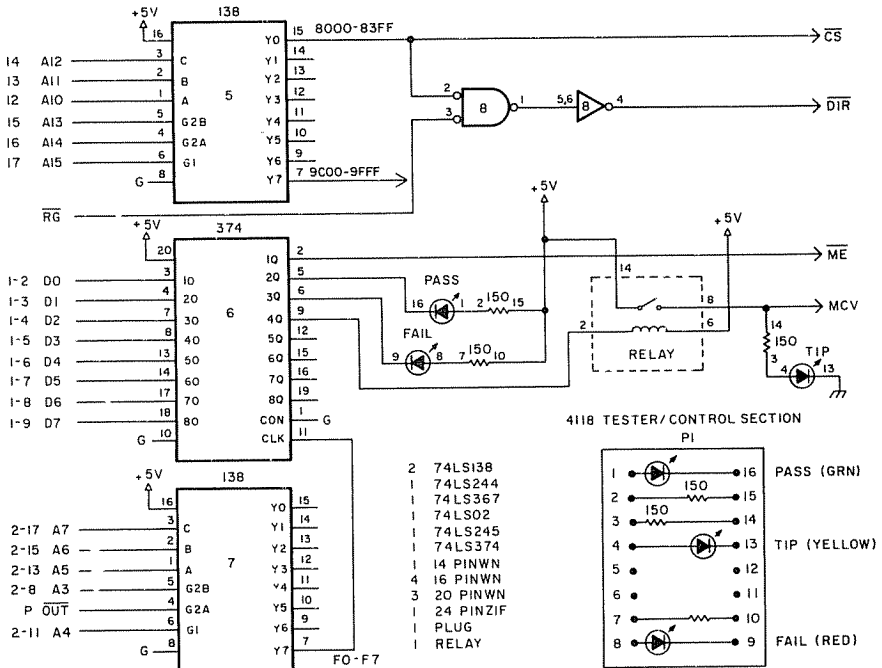 138
+5V
16
15
8000-83FF
Y0
CS
14 A12
3
C
Y1
14
13 A11
2
B
Y2
13
12 A10
1
A
5
Y3
12
15 A13
5
G2B
Y4
11
16 A14
4
G2A
Y5
10
17 A15
6
G1
Y6
9
G
8
Y7
7
9C00-9FFF
2
3
8
1
5,6
8
4
DIR
RG
374
+5V
20
1Q
2
ME
1-2 D0
3
1D
2Q
5
1-3 D1
4
2D
3Q
6
1-4 D2
7
3D
6
4Q
9
1-5 D3
8
4D
5Q
12
1-6 D4
13
5D
6Q
15
1-7 D5
14
6D
7Q
16
1-8 D6
17
7D
8Q
19
1-9 D7
18
8D
CON
1
G
G
10
CLK
11
PASS
16
1
2
150
15
FAIL
9
8
7
150
10
+5V
+5V
14
8
MCV
2
6
RELAY
14
150
3
4
TIP
13
138
+5V
16
Y0
15
2-17 A7
3
C
Y1
14
2-15 A6
2
B
Y2
13
2-13 A5
1
A
7
Y3
12
2-8 A3
5
G2B
Y4
11
P OUT
4
G2A
Y5
10
2-11 A4
6
G1
Y6
9
G
8
Y7
7
F0-F7
2 74LS138
1 74LS244
1 74LS367
1 74LS02
1 74LS245
1 74LS374
1 14 PINWN
4 16 PINWN
3 20 PINWN
1 24 PINZIF
1 PLUG
1 RELAY
4118 TESTER/CONTROL SECTION
P1
1
16
PASS (GRN)
2
150
15
3
150
14
4
13
TIP (YELLOW)
5
12
6
11
7
10
8
9
FAIL (RED)